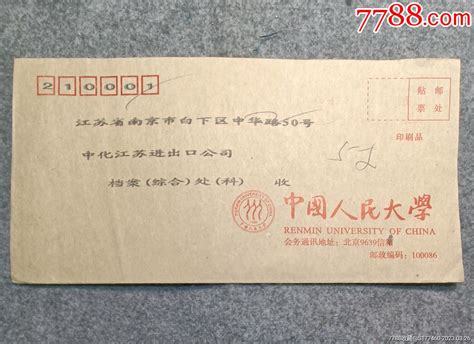 7788.com
210001
贴邮
票处
江苏省南京市白下区中华路50号
印刷品
中化江苏进出口公司
档案(综合)处(科) 收
中國人民大學
RENMIN UNIVERSITY OF CHINA
会务通讯地址: 北京9639信箱
邮政编码: 100086